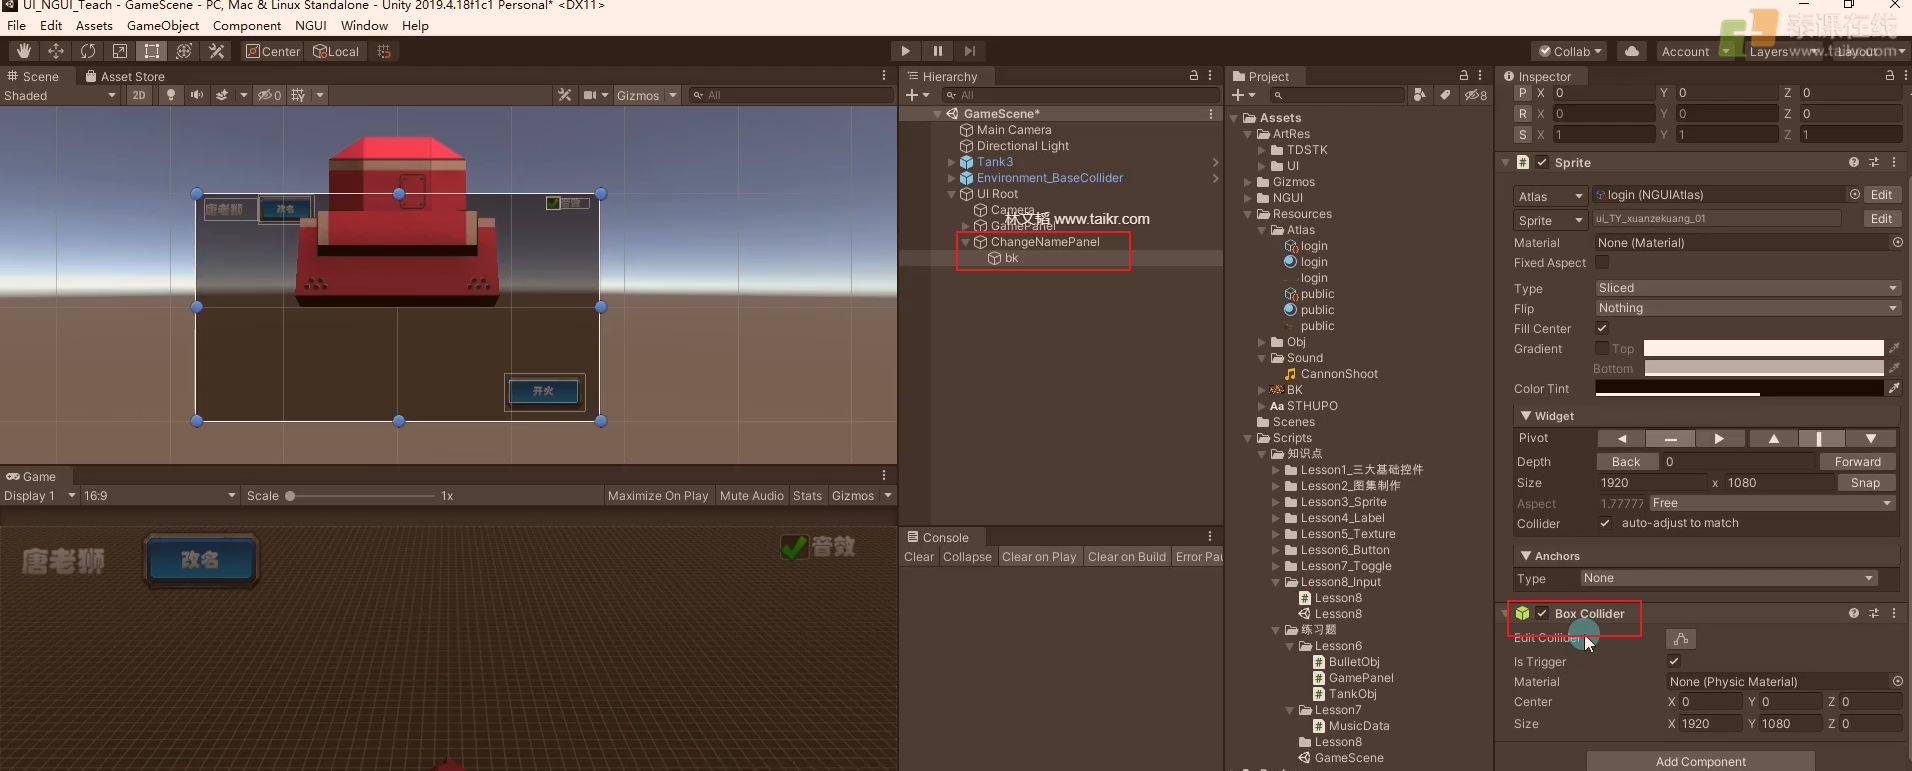 UI_NGUI_Teach - GameScene - PC, Mac & Linux Standalone - Unity 2019.4.18f1c1 Personal* <DX11>
File Edit Assets GameObject Component NGUI Window Help
Center Local Collab Account Layers Layout
泰课在线
www.taikr.com
Scene Asset Store
Shaded 2D 0 Gizmos All
唐老狮 改名 音效
开火
Game
Display 1 16:9 Scale 1x Maximize On Play Mute Audio Stats Gizmos
唐老狮 改名 音效
Hierarchy
All
GameScene*
Main Camera
Directional Light
Tank3
Environment_BaseCollider
UI Root
Camera
林文韬 www.taikr.com
GamePanel
ChangeNamePanel
bk
Console
Clear Collapse Clear on Play Clear on Build Error Pau
Project
8
Assets
ArtRes
TDSTK
UI
Gizmos
NGUI
Resources
Atlas
login
login
login
public
public
public
Obj
Sound
CannonShoot
BK
Aa STHUPO
Scenes
Scripts
知识点
Lesson1_三大基础控件
Lesson2_图集制作
Lesson3_Sprite
Lesson4_Label
Lesson5_Texture
Lesson6_Button
Lesson7_Toggle
Lesson8_Input
Lesson8
Lesson8
练习题
Lesson6
BulletObj
GamePanel
TankObj
Lesson7
MusicData
Lesson8
GameScene
Inspector
P X 0 Y 0 Z 0
R X 0 Y 0 Z 0
S X 1 Y 1 Z 1
Sprite
Atlas login (NGUIAtlas) Edit
Sprite ui_TY_xuanzekuang_01 Edit
Material None (Material)
Fixed Aspect
Type Sliced
Flip Nothing
Fill Center
Gradient Top
Bottom
Color Tint
Widget
Pivot
Depth Back 0 Forward
Size 1920 x 1080 Snap
Aspect 1.77777 Free
Collider auto-adjust to match
Anchors
Type None
Box Collider
Edit Collider
Is Trigger
Material None (Physic Material)
Center X 0 Y 0 Z 0
Size X 1920 Y 1080 Z 0
Add Component